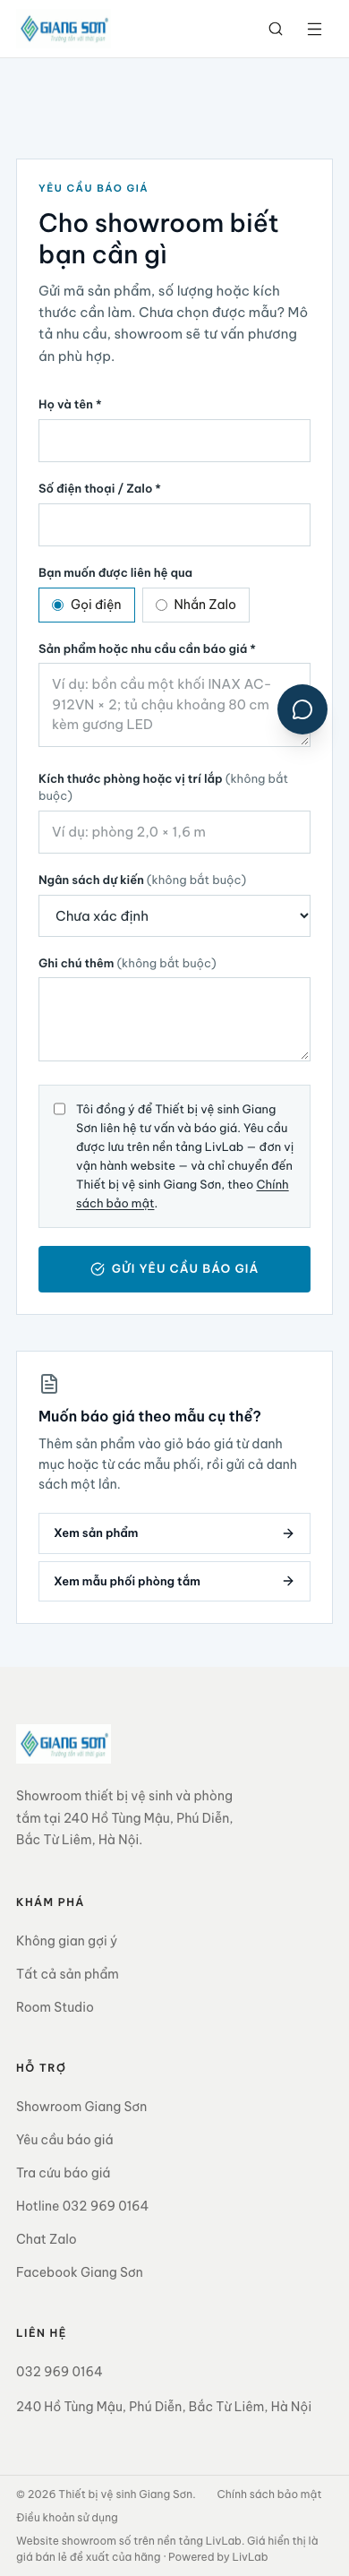 GIANG SƠN®
Trường tồn với thời gian
YÊU CẦU BÁO GIÁ
Cho showroom biết
bạn cần gì
Gửi mã sản phẩm, số lượng hoặc kích
thước cần làm. Chưa chọn được mẫu? Mô
tả nhu cầu, showroom sẽ tư vấn phương
án phù hợp.
Họ và tên *
Số điện thoại / Zalo *
Bạn muốn được liên hệ qua
Gọi điện
Nhắn Zalo
Sản phẩm hoặc nhu cầu cần báo giá *
Ví dụ: bồn cầu một khối INAX AC-
912VN × 2; tủ chậu khoảng 80 cm
kèm gương LED
Kích thước phòng hoặc vị trí lắp (không bắt
buộc)
Ví dụ: phòng 2,0 × 1,6 m
Ngân sách dự kiến (không bắt buộc)
Chưa xác định
Ghi chú thêm (không bắt buộc)
Tôi đồng ý để Thiết bị vệ sinh Giang
Sơn liên hệ tư vấn và báo giá. Yêu cầu
được lưu trên nền tảng LivLab — đơn vị
vận hành website — và chỉ chuyển đến
Thiết bị vệ sinh Giang Sơn, theo Chính
sách bảo mật.
GỬI YÊU CẦU BÁO GIÁ
Muốn báo giá theo mẫu cụ thể?
Thêm sản phẩm vào giỏ báo giá từ danh
mục hoặc từ các mẫu phối, rồi gửi cả danh
sách một lần.
Xem sản phẩm
Xem mẫu phối phòng tắm
GIANG SƠN®
Trường tồn với thời gian
Showroom thiết bị vệ sinh và phòng
tắm tại 240 Hồ Tùng Mậu, Phú Diễn,
Bắc Từ Liêm, Hà Nội.
KHÁM PHÁ
Không gian gợi ý
Tất cả sản phẩm
Room Studio
HỖ TRỢ
Showroom Giang Sơn
Yêu cầu báo giá
Tra cứu báo giá
Hotline 032 969 0164
Chat Zalo
Facebook Giang Sơn
LIÊN HỆ
032 969 0164
240 Hồ Tùng Mậu, Phú Diễn, Bắc Từ Liêm, Hà Nội
© 2026 Thiết bị vệ sinh Giang Sơn. Chính sách bảo mật
Điều khoản sử dụng
Website showroom số trên nền tảng LivLab. Giá hiển thị là
giá bán lẻ đề xuất của hãng · Powered by LivLab